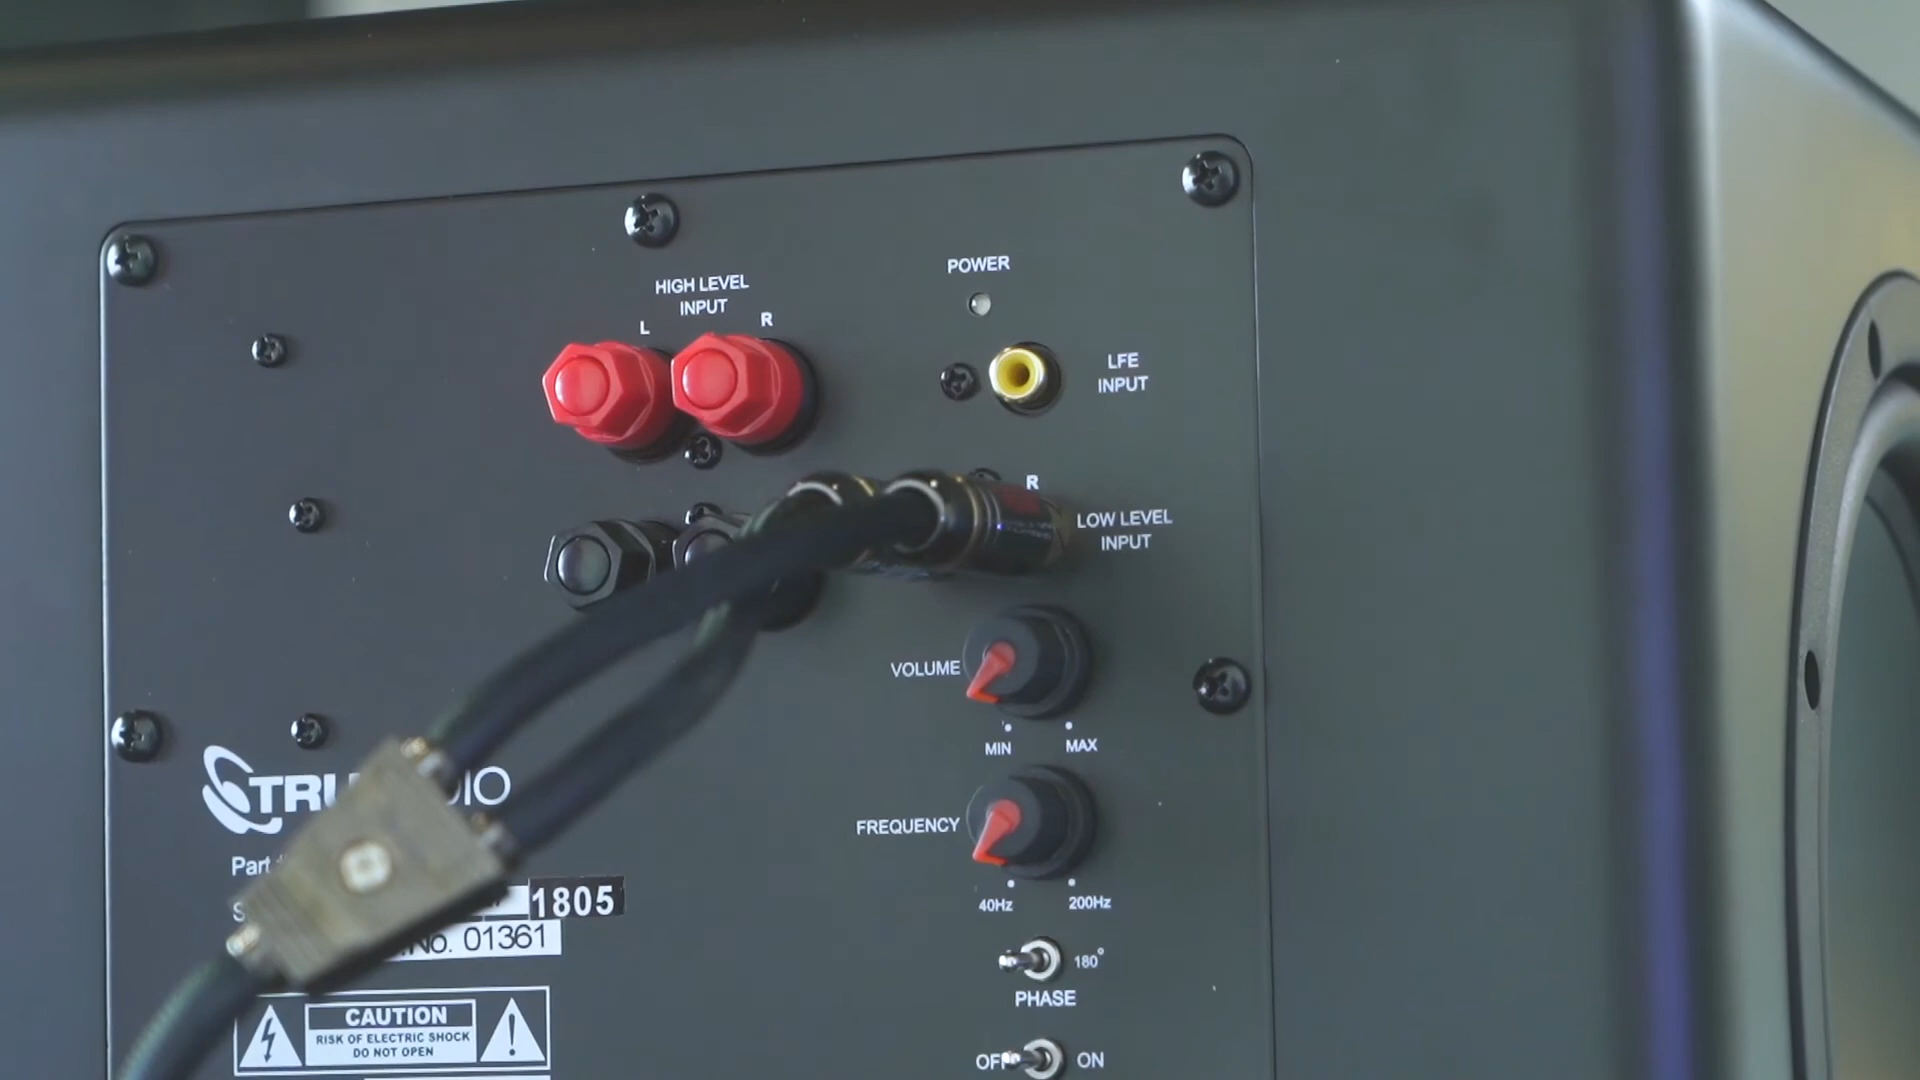 HIGH LEVEL
INPUT
L
R
POWER
LFE
INPUT
R
LOW LEVEL
INPUT
VOLUME
MIN
MAX
FREQUENCY
40Hz
200Hz
180°
PHASE
ON
Part
1805
No. 01361
CAUTION
RISK OF ELECTRIC SHOCK
DO NOT OPEN